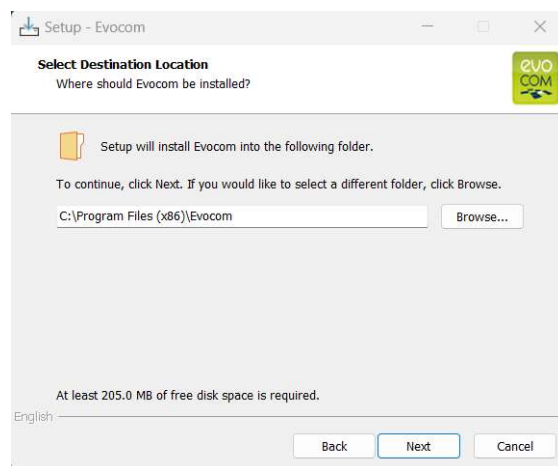 Setup - Evocom
Select Destination Location
Where should Evocom be installed?
evo
COM
Setup will install Evocom into the following folder.
To continue, click Next. If you would like to select a different folder, click Browse.
C:\Program Files (x86)\Evocom
Browse...
At least 205.0 MB of free disk space is required.
English
Back
Next
Cancel